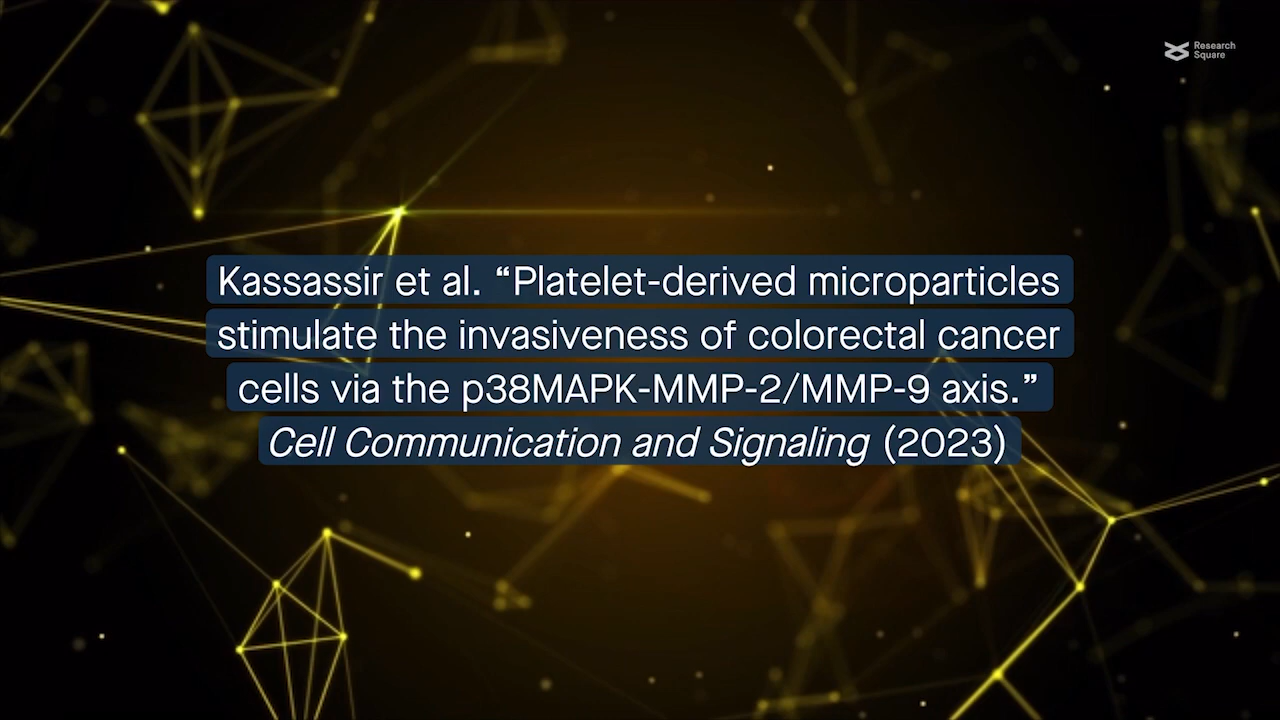 Research
Square
Kassassir et al. “Platelet-derived microparticles
stimulate the invasiveness of colorectal cancer
cells via the p38MAPK-MMP-2/MMP-9 axis.”
Cell Communication and Signaling (2023)